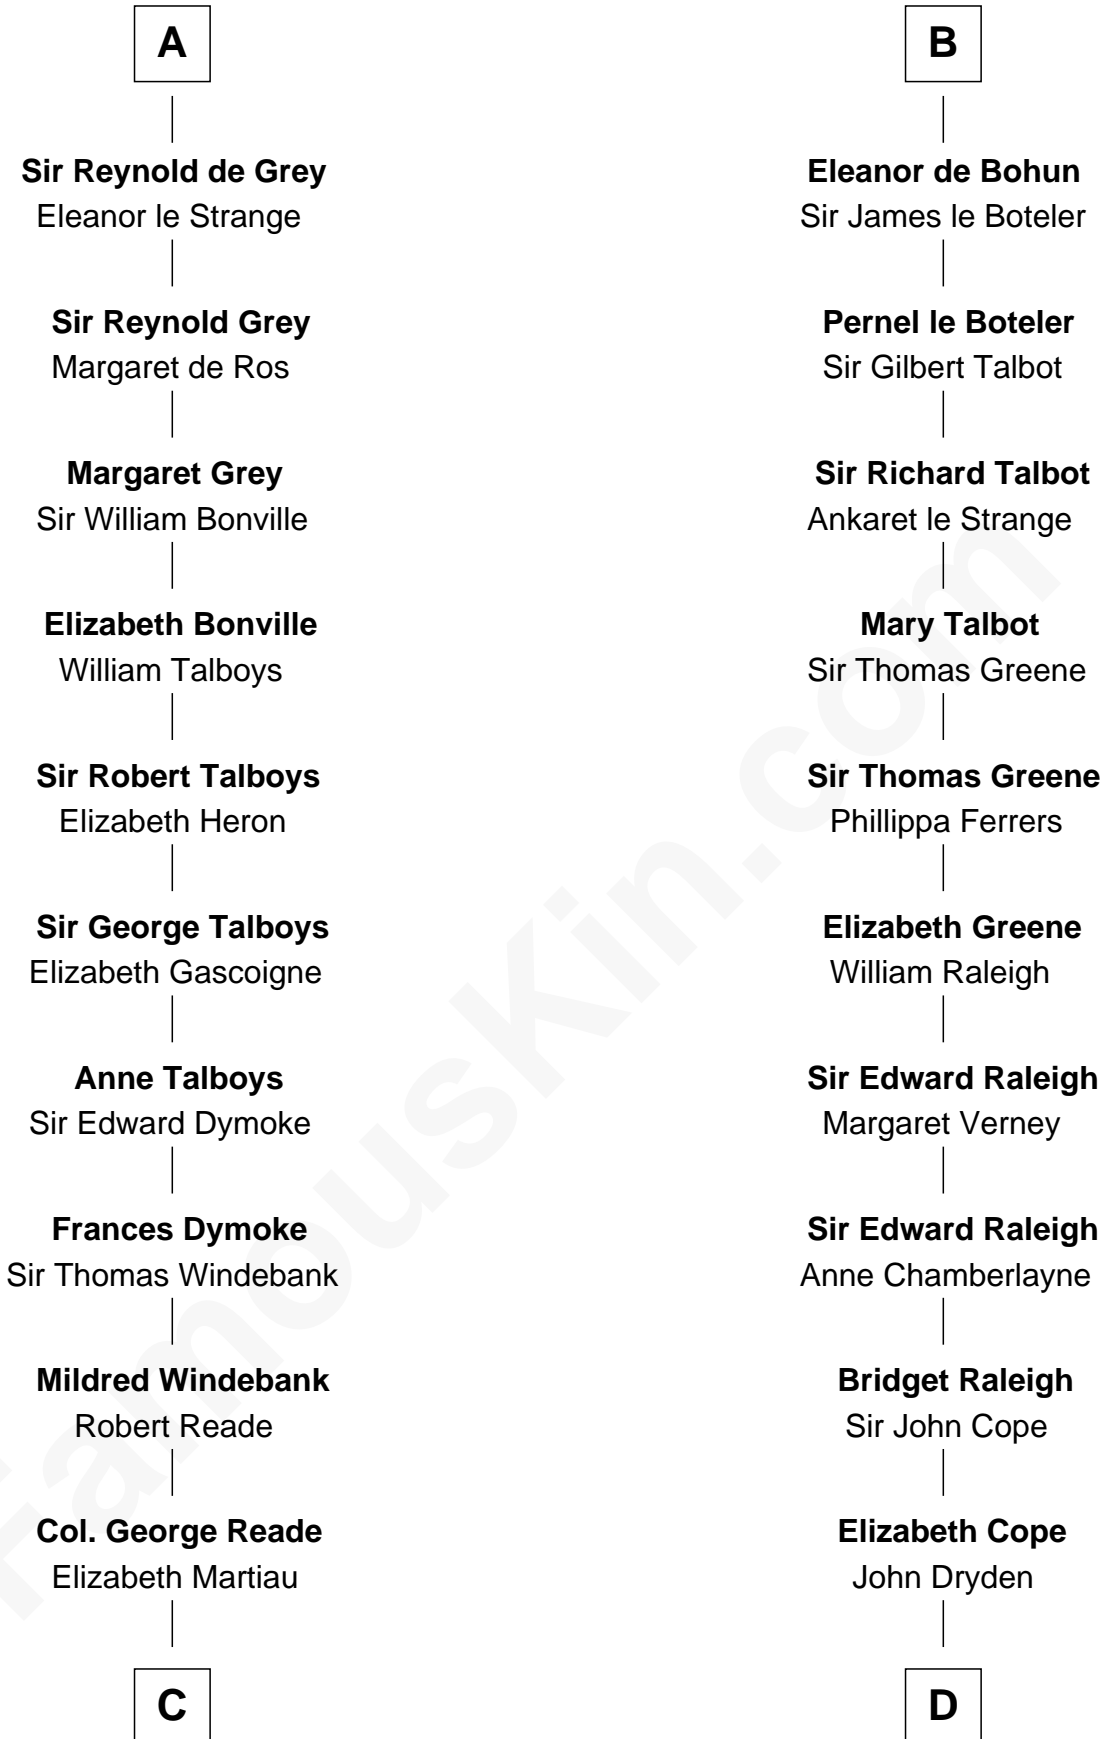 A
Sir Reynold de Grey
Eleanor le Strange
Sir Reynold Grey
Margaret de Ros
Margaret Grey
Sir William Bonville
Elizabeth Bonville
William Talboys
Sir Robert Talboys
Elizabeth Heron
Sir George Talboys
Elizabeth Gascoigne
Anne Talboys
Sir Edward Dymoke
Frances Dymoke
Sir Thomas Windebank
Mildred Windebank
Robert Reade
Col. George Reade
Elizabeth Martiau
C
B
Eleanor de Bohun
Sir James le Boteler
Pernel le Boteler
Sir Gilbert Talbot
Sir Richard Talbot
Ankaret le Strange
Mary Talbot
Sir Thomas Greene
Sir Thomas Greene
Phillippa Ferrers
Elizabeth Greene
William Raleigh
Sir Edward Raleigh
Margaret Verney
Sir Edward Raleigh
Anne Chamberlayne
Bridget Raleigh
Sir John Cope
Elizabeth Cope
John Dryden
D
FamousKin.com